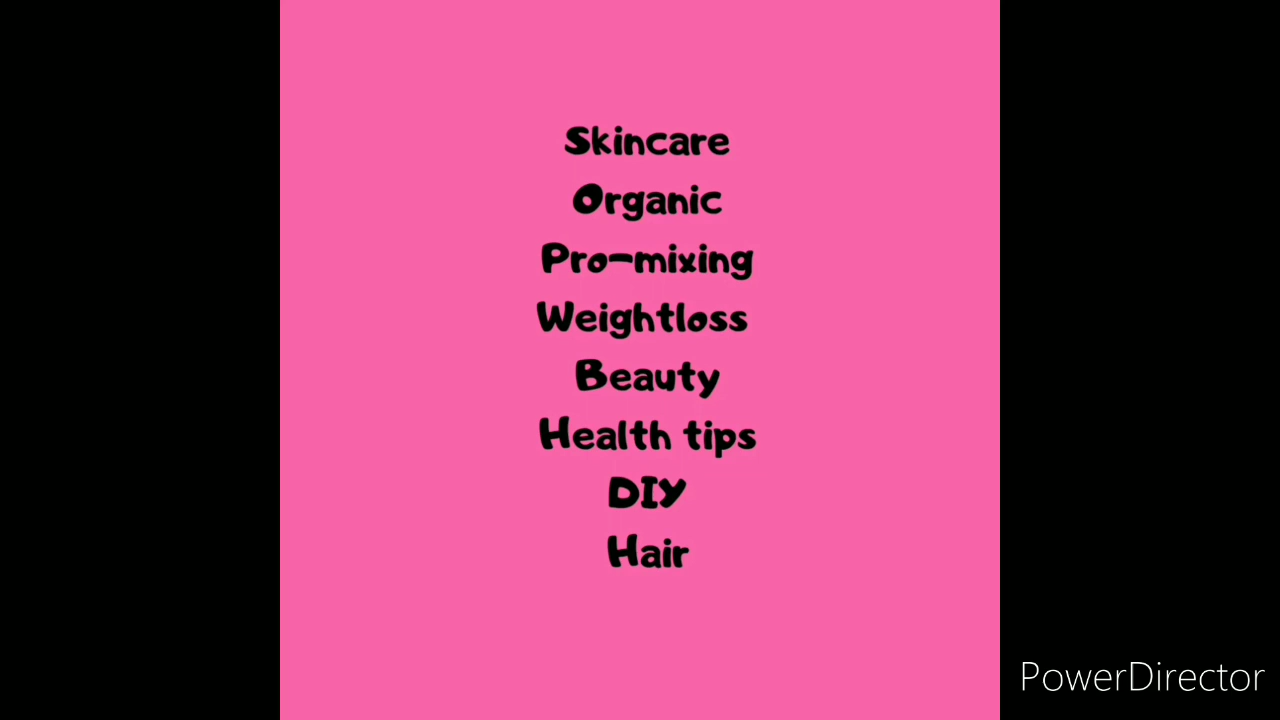 Skincare
Organic
Pro-mixing
Weightloss
Beauty
Health tips
DIY
Hair
PowerDirector